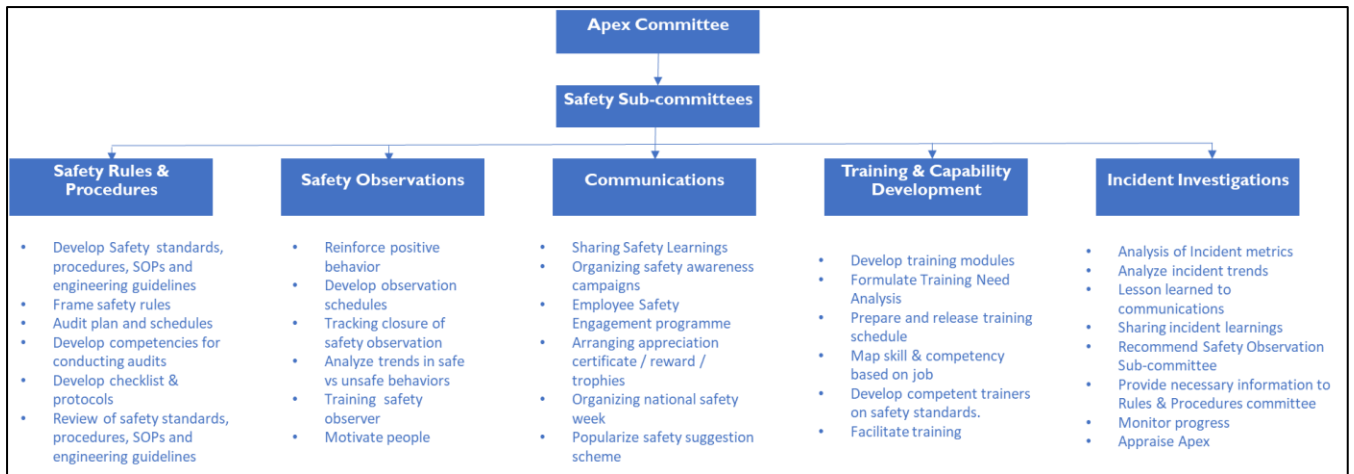 Apex Committee
Safety Sub-committees
Safety Rules &
Procedures
Safety Observations
Communications
Training & Capability
Development
Incident Investigations
• Develop Safety standards,
procedures, SOPs and
engineering guidelines
• Frame safety rules
• Audit plan and schedules
• Develop competencies for
conducting audits
• Develop checklist &
protocols
• Review of safety standards,
procedures, SOPs and
engineering guidelines
• Reinforce positive
behavior
• Develop observation
schedules
• Tracking closure of
safety observation
• Analyze trends in safe
vs unsafe behaviors
• Training safety
observer
• Motivate people
• Sharing Safety Learnings
• Organizing safety awareness
campaigns
• Employee Safety
Engagement programme
• Arranging appreciation
certificate / reward /
trophies
• Organizing national safety
week
• Popularize safety suggestion
scheme
• Develop training modules
• Formulate Training Need
Analysis
• Prepare and release training
schedule
• Map skill & competency
based on job
• Develop competent trainers
on safety standards.
• Facilitate training
• Analysis of Incident metrics
• Analyze incident trends
• Lesson learned to
communications
• Sharing incident learnings
• Recommend Safety Observation
Sub-committee
• Provide necessary information to
Rules & Procedures committee
• Monitor progress
• Appraise Apex